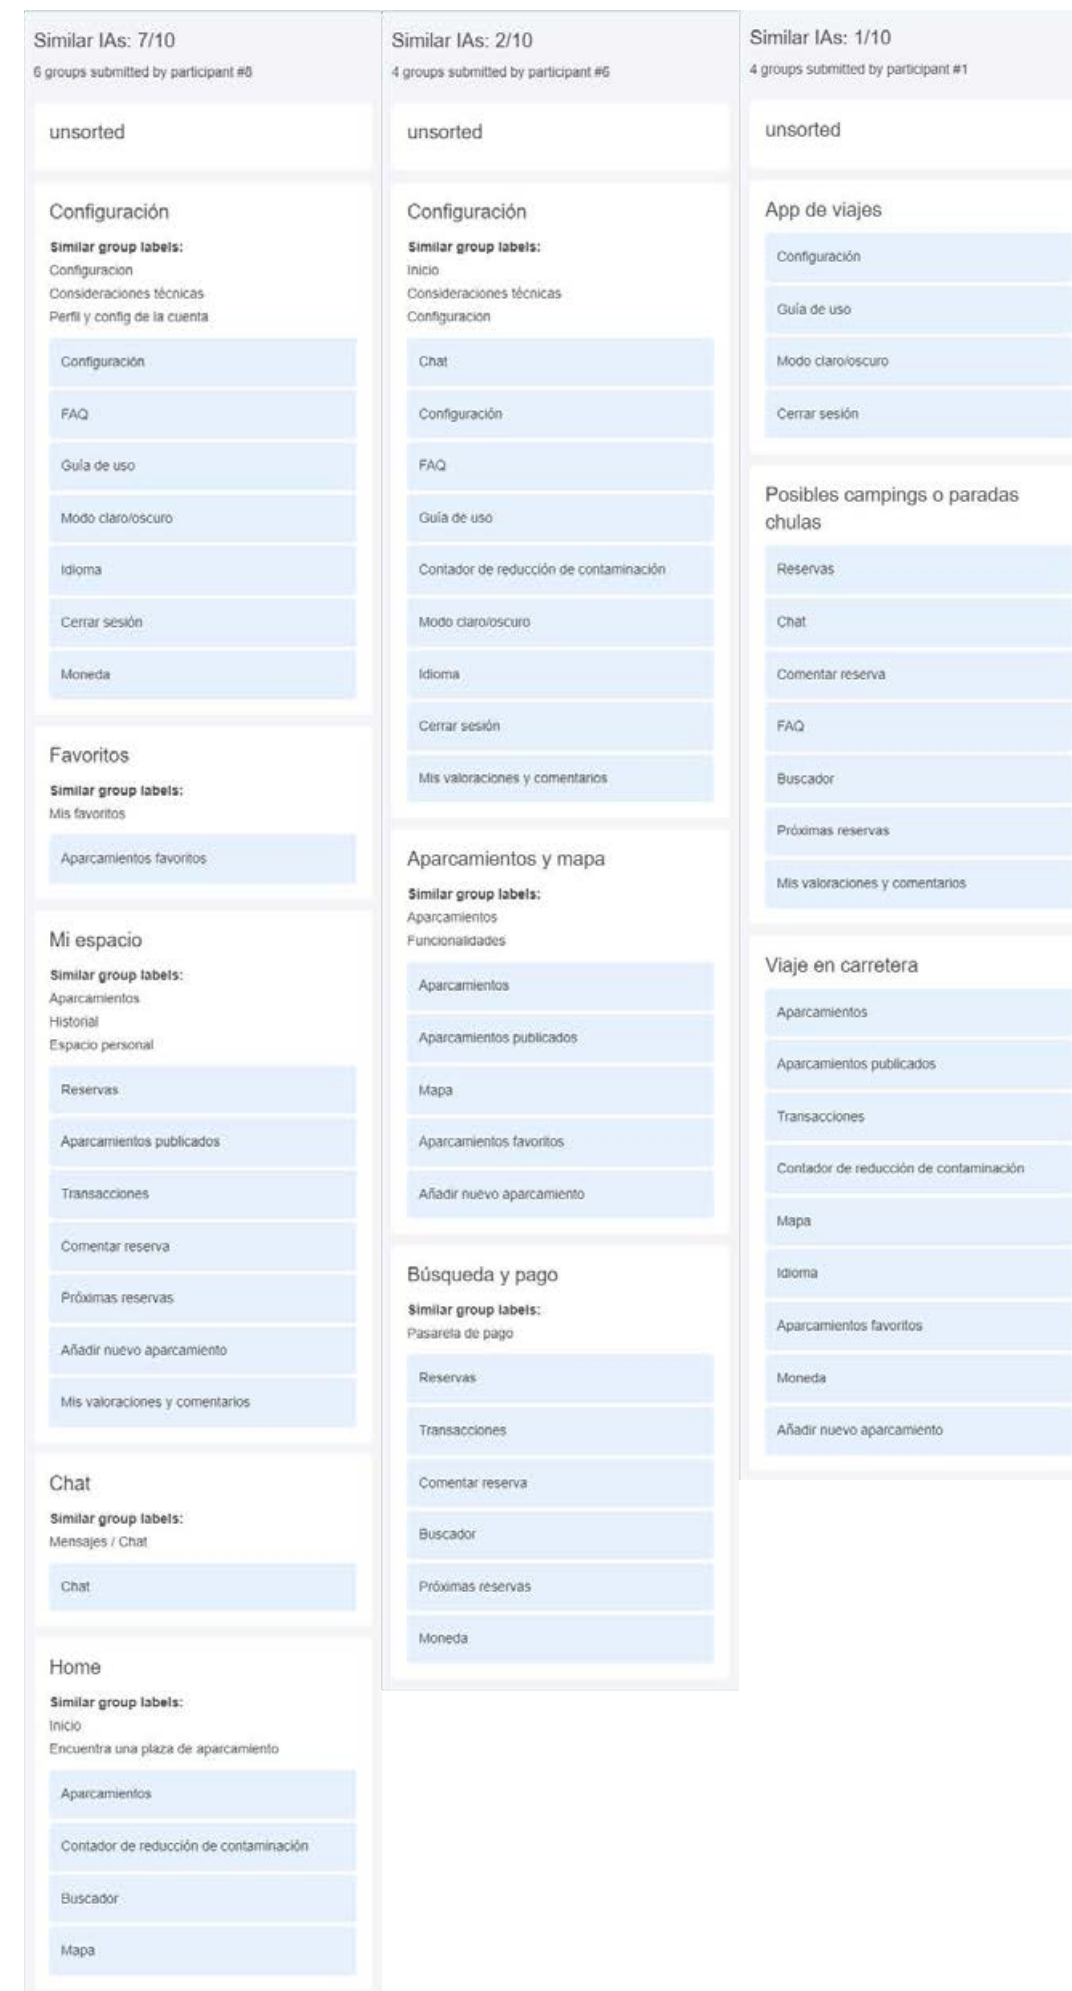 Similar IAs: 7/10
6 groups submitted by participant #8
unsorted
Configuración
Similar group labels:
Configuracion
Consideraciones técnicas
Perfil y config de la cuenta
Configuración
FAQ
Guía de uso
Modo claro/oscuro
Idioma
Cerrar sesión
Moneda
Favoritos
Similar group labels:
Mis favoritos
Aparcamientos favoritos
Mi espacio
Similar group labels:
Aparcamientos
Historial
Espacio personal
Reservas
Aparcamientos publicados
Transacciones
Comentar reserva
Próximas reservas
Añadir nuevo aparcamiento
Mis valoraciones y comentarios
Chat
Similar group labels:
Mensajes / Chat
Chat
Home
Similar group labels:
Inicio
Encuentra una plaza de aparcamiento
Aparcamientos
Contador de reducción de contaminación
Buscador
Mapa
Similar IAs: 2/10
4 groups submitted by participant #6
unsorted
Configuración
Similar group labels:
Inicio
Consideraciones técnicas
Configuracion
Chat
Configuración
FAQ
Guía de uso
Contador de reducción de contaminación
Modo claro/oscuro
Idioma
Cerrar sesión
Mis valoraciones y comentarios
Aparcamientos y mapa
Similar group labels:
Aparcamientos
Funcionalidades
Aparcamientos
Aparcamientos publicados
Mapa
Aparcamientos favoritos
Añadir nuevo aparcamiento
Búsqueda y pago
Similar group labels:
Pasarela de pago
Reservas
Transacciones
Comentar reserva
Buscador
Próximas reservas
Moneda
Similar IAs: 1/10
4 groups submitted by participant #1
unsorted
App de viajes
Configuración
Guía de uso
Modo claro/oscuro
Cerrar sesión
Posibles campings o paradas
chulas
Reservas
Chat
Comentar reserva
FAQ
Buscador
Próximas reservas
Mis valoraciones y comentarios
Viaje en carretera
Aparcamientos
Aparcamientos publicados
Transacciones
Contador de reducción de contaminación
Mapa
Idioma
Aparcamientos favoritos
Moneda
Añadir nuevo aparcamiento